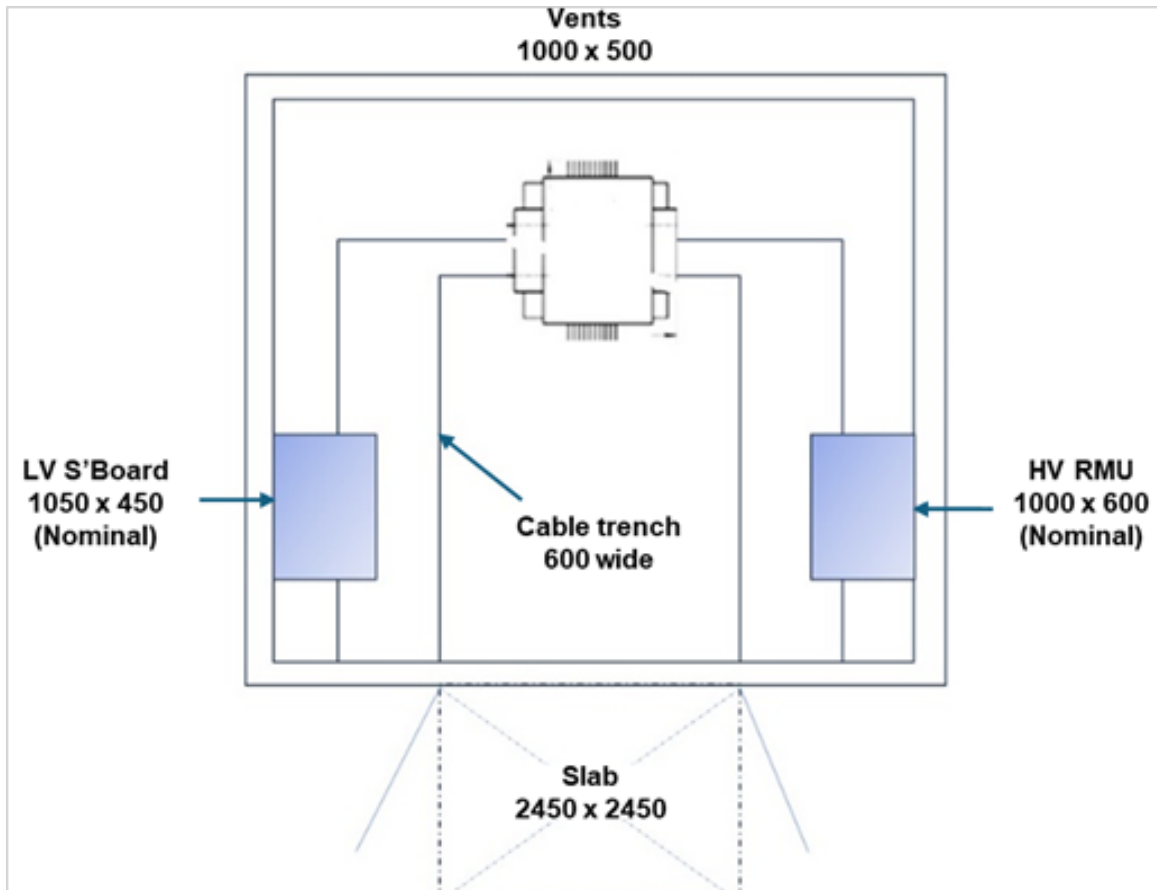 Vents
1000 x 500
LV S'Board
1050 x 450
(Nominal)
Cable trench
600 wide
HV RMU
1000 x 600
(Nominal)
Slab
2450 x 2450